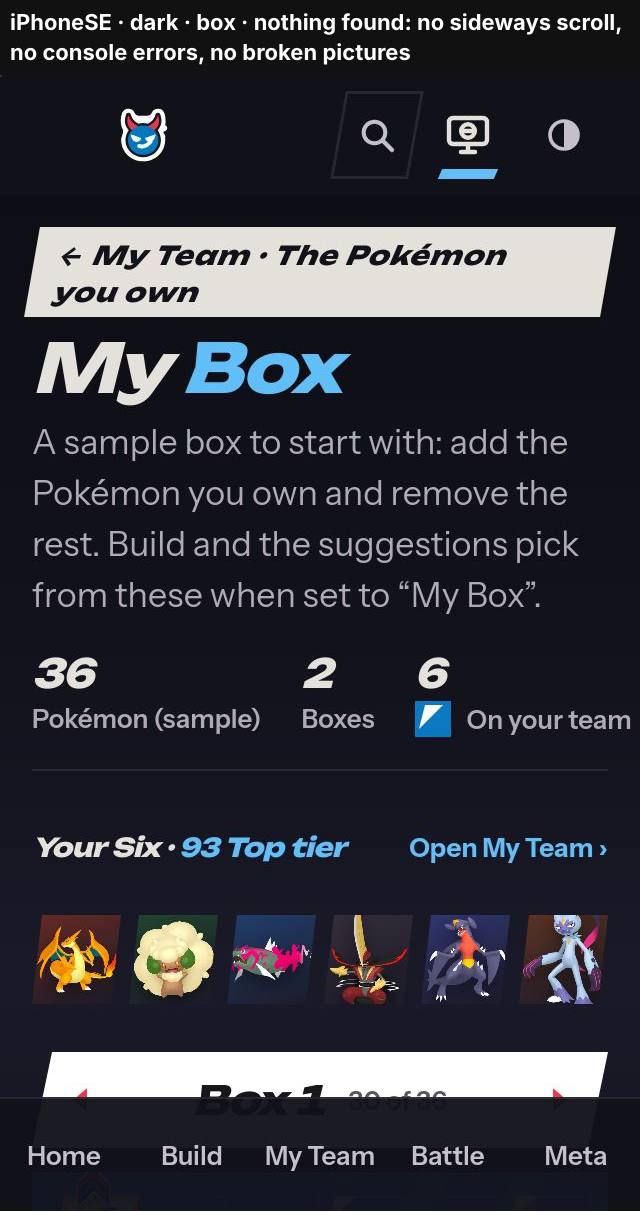 iPhoneSE · dark · box · nothing found: no sideways scroll,
no console errors, no broken pictures
← My Team · The Pokémon
you own
My Box
A sample box to start with: add the
Pokémon you own and remove the
rest. Build and the suggestions pick
from these when set to “My Box”.
36 2 6
Pokémon (sample) Boxes On your team
Your Six · 93 Top tier Open My Team ›
Box 1 30 of 36
Home Build My Team Battle Meta